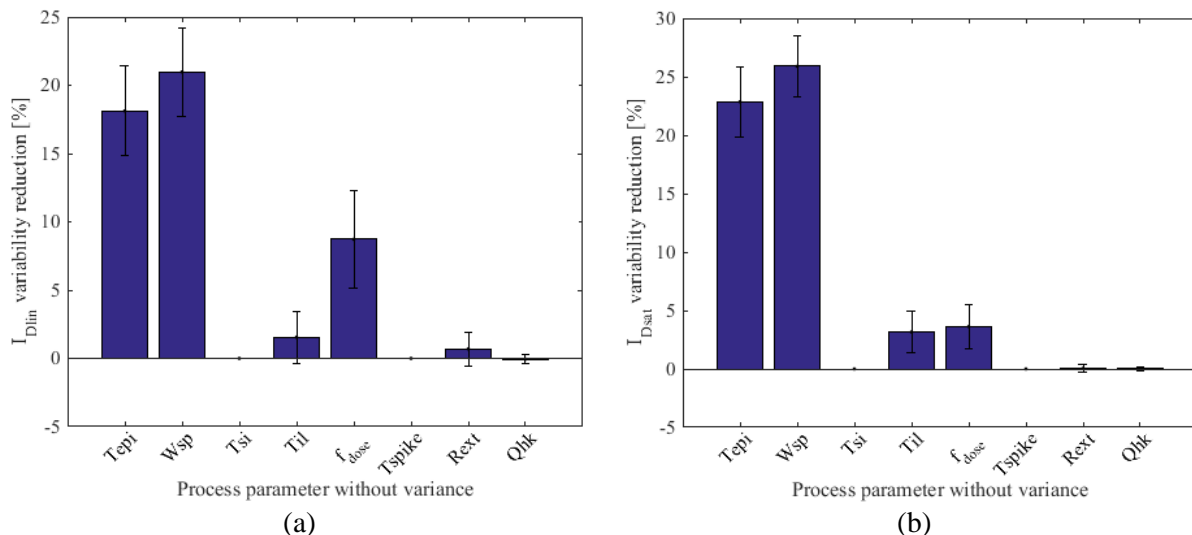 25
20
15
10
5
0
-5
I_Dlin variability reduction [%]
Tepi Wsp Tsi Til f_dose Tspike Rext Qhk
Process parameter without variance
(a)
30
25
20
15
10
5
0
-5
I_Dsat variability reduction [%]
Tepi Wsp Tsi Til f_dose Tspike Rext Qhk
Process parameter without variance
(b)